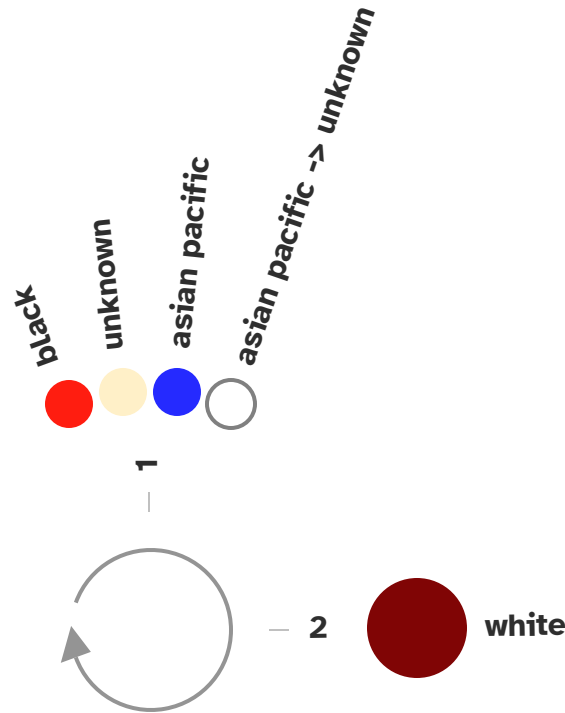 black
unknown
asian pacific
asian pacific -> unknown
1
2
white